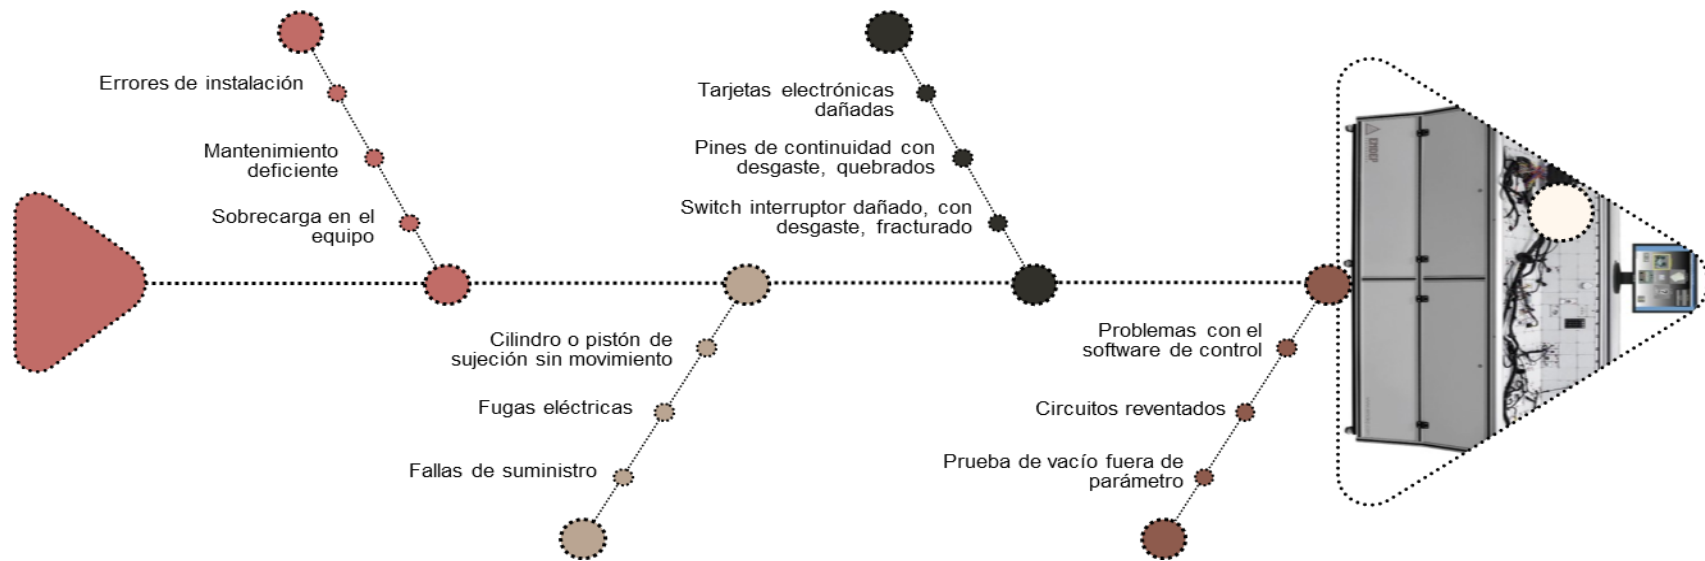 Errores de instalación
Mantenimiento
deficiente
Sobrecarga en el
equipo
Cilindro o pistón de
sujeción sin movimiento
Fugas eléctricas
Fallas de suministro
Tarjetas electrónicas
dañadas
Pines de continuidad con
desgaste, quebrados
Switch interruptor dañado, con
desgaste, fracturado
Problemas con el
software de control
Circuitos reventados
Prueba de vacío fuera de
parámetro
EMDEP